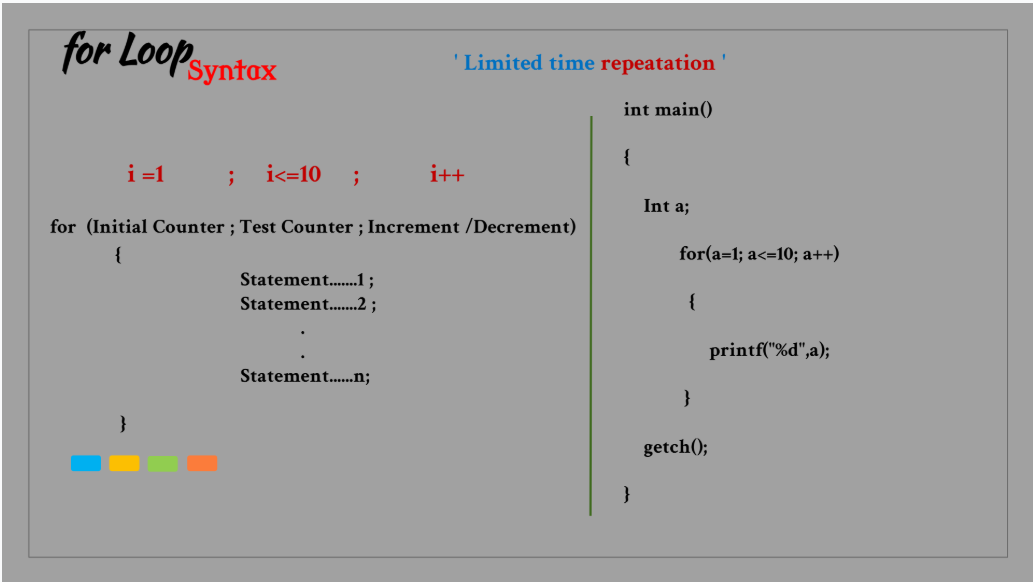 for Loop Syntax
' Limited time repeatation '
i =1 ; i<=10 ; i++
for (Initial Counter ; Test Counter ; Increment /Decrement)
{
Statement.......1 ;
Statement.......2 ;
.
.
Statement......n;
}
int main()
{
Int a;
for(a=1; a<=10; a++)
{
printf("%d",a);
}
getch();
}